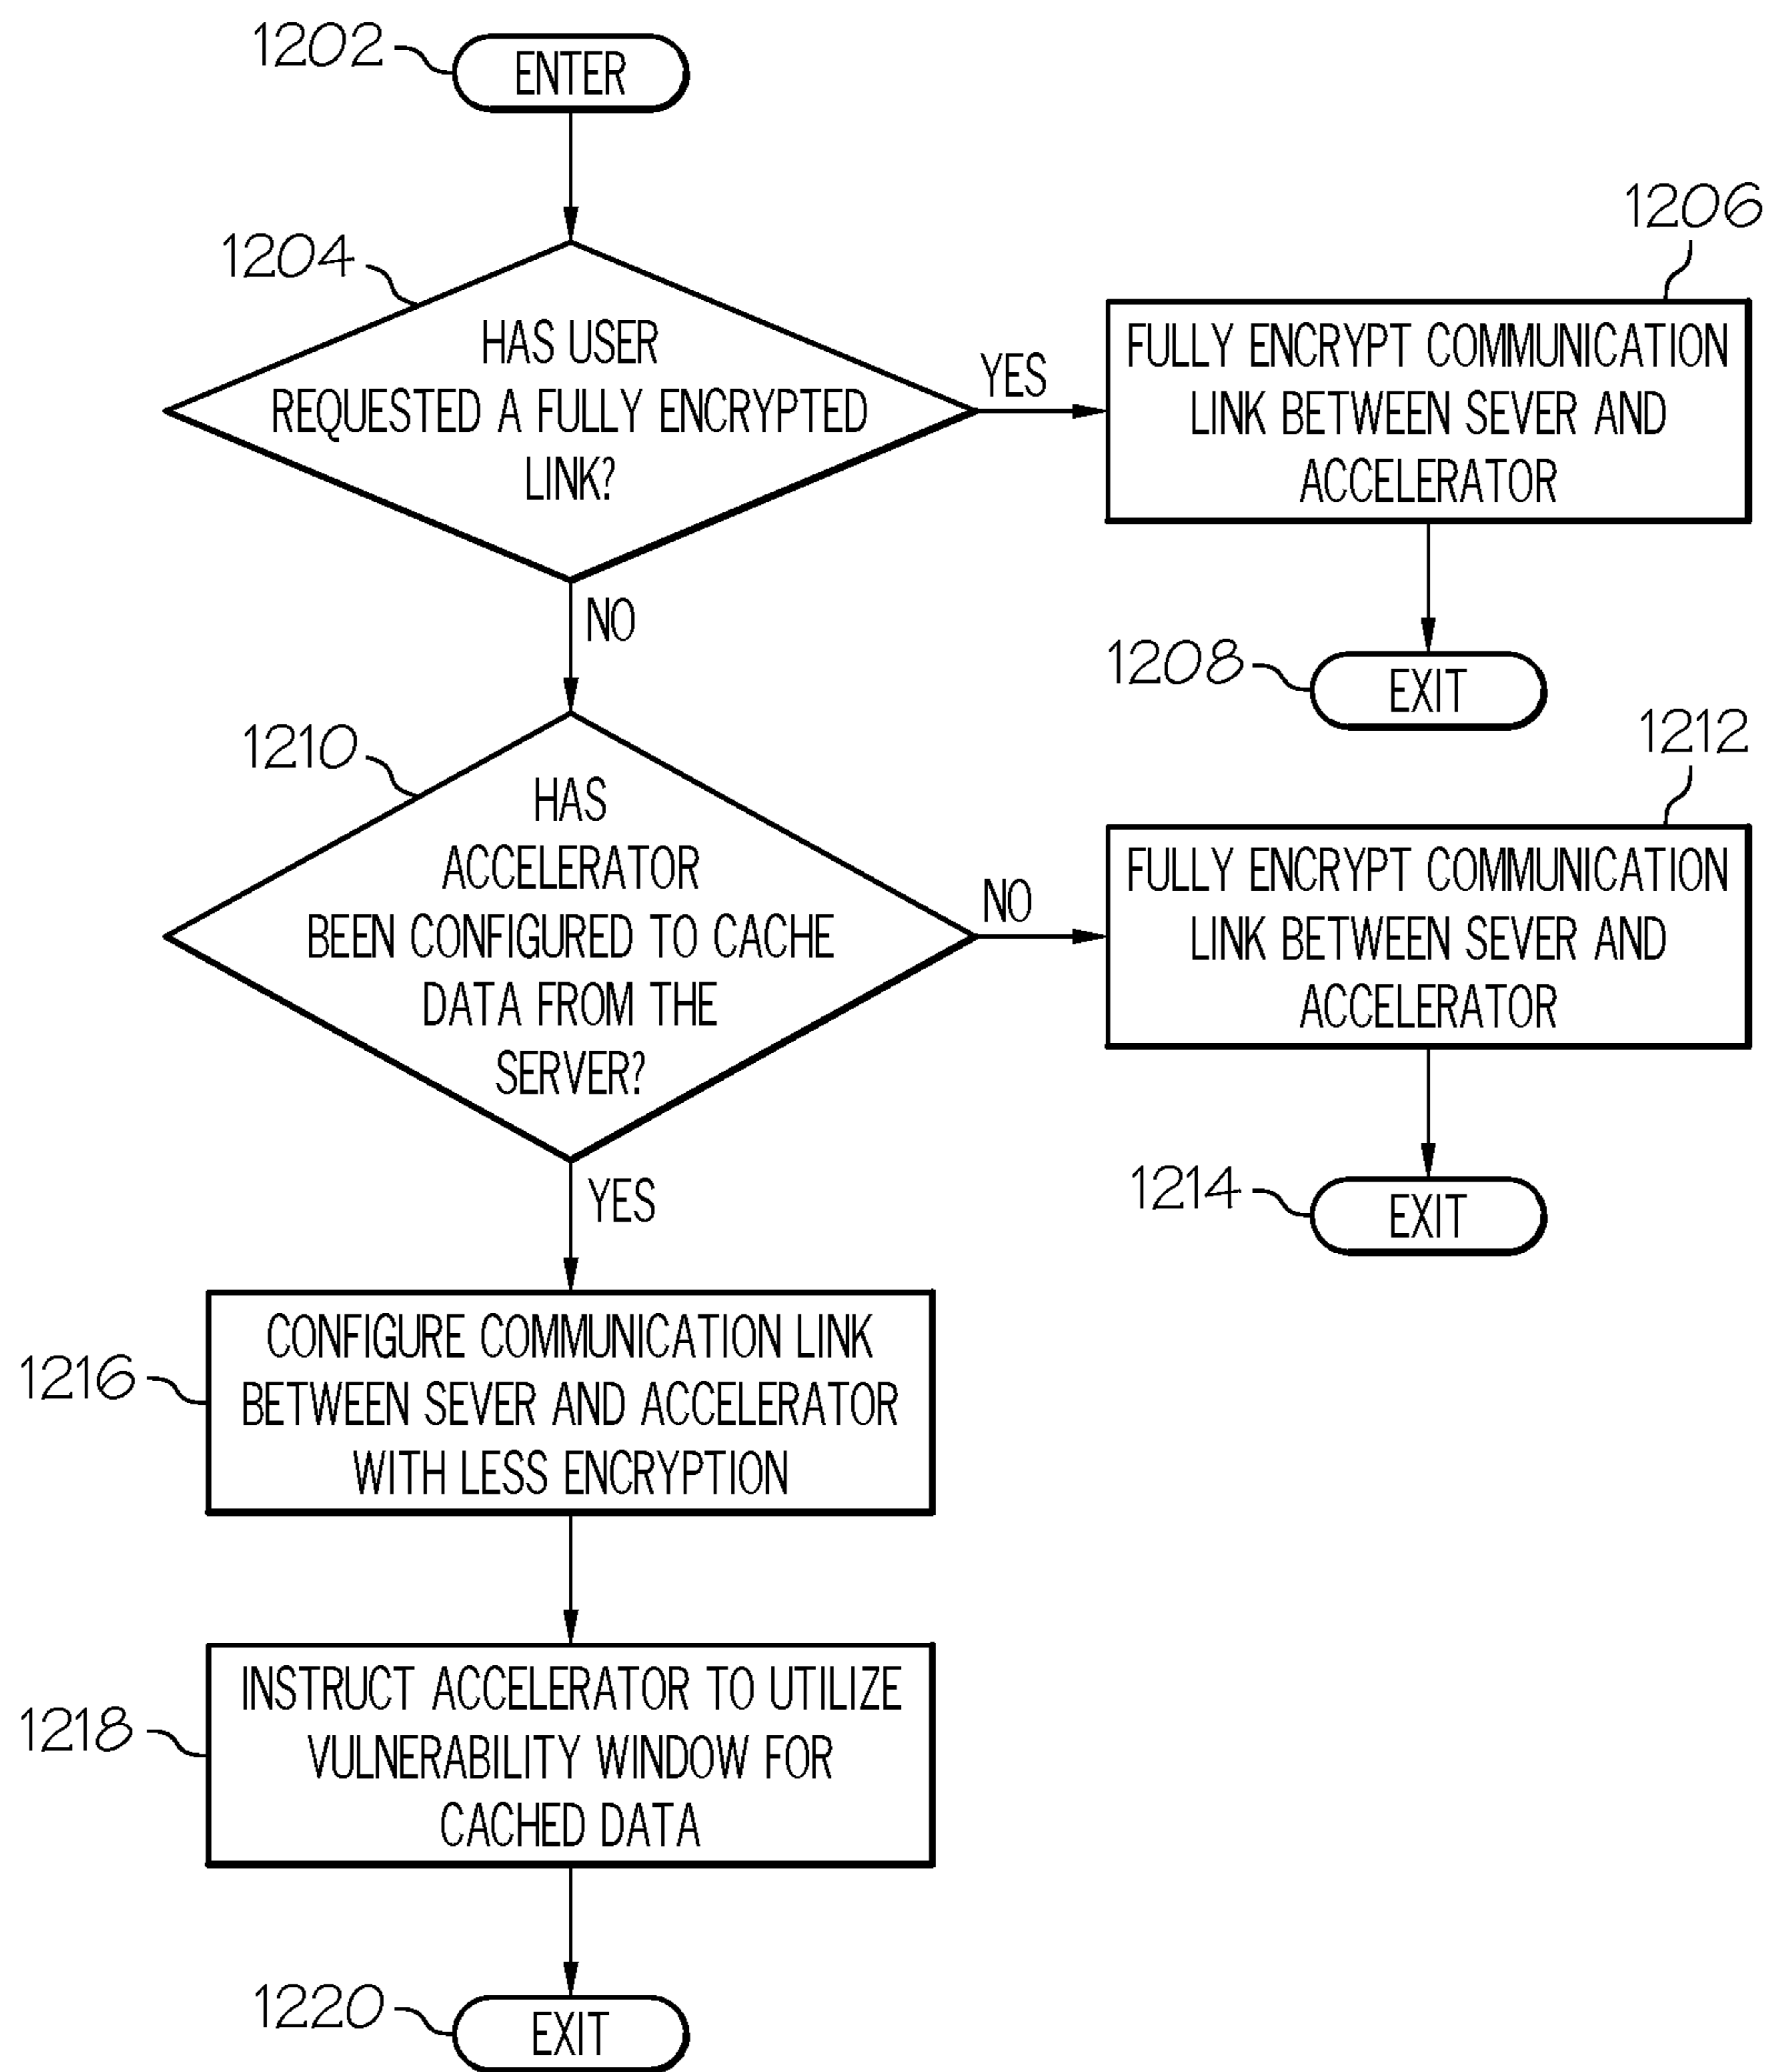 1202
ENTER
1204
HAS USER
REQUESTED A FULLY ENCRYPTED
LINK?
YES
1206
FULLY ENCRYPT COMMUNICATION
LINK BETWEEN SEVER AND
ACCELERATOR
1208
EXIT
NO
1210
HAS
ACCELERATOR
BEEN CONFIGURED TO CACHE
DATA FROM THE
SERVER?
NO
1212
FULLY ENCRYPT COMMUNICATION
LINK BETWEEN SEVER AND
ACCELERATOR
1214
EXIT
YES
1216
CONFIGURE COMMUNICATION LINK
BETWEEN SEVER AND ACCELERATOR
WITH LESS ENCRYPTION
1218
INSTRUCT ACCELERATOR TO UTILIZE
VULNERABILITY WINDOW FOR
CACHED DATA
1220
EXIT